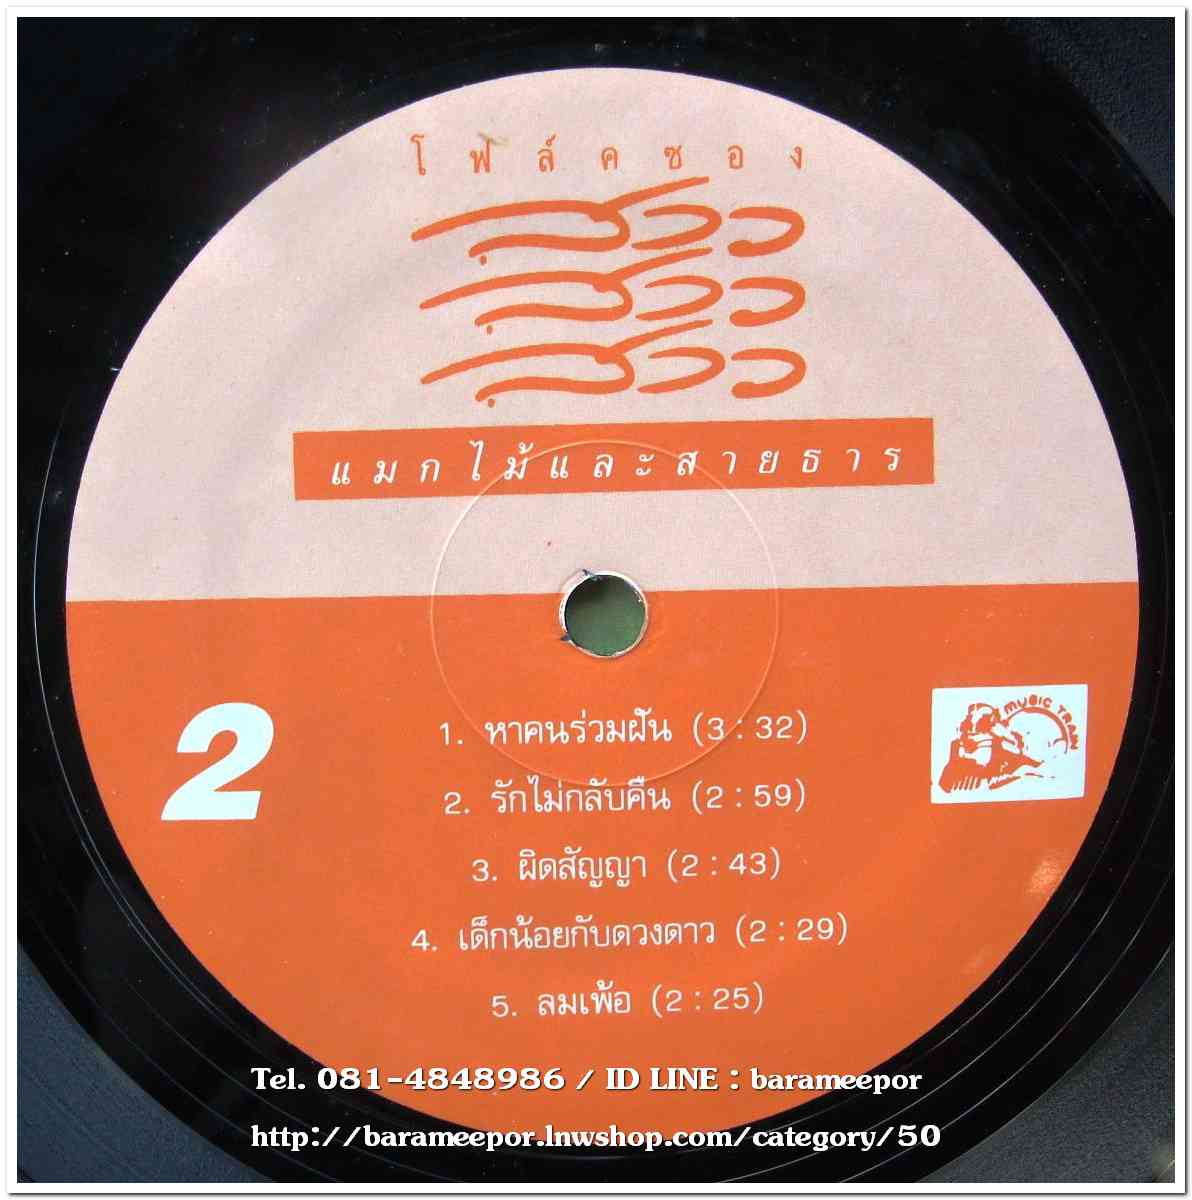 โฟล์คซอง
สาว
สาว
สาว
แมกไม้และสายธาร
MUSIC TRAIN
2
1. หาคนร่วมฝัน (3 : 32)
2. รักไม่กลับคืน (2 : 59)
3. ผิดสัญญา (2 : 43)
4. เด็กน้อยกับดวงดาว (2 : 29)
5. ลมเพ้อ (2 : 25)
Tel. 081-4848986 / ID LINE : barameepor
http://barameepor.lnwshop.com/category/50